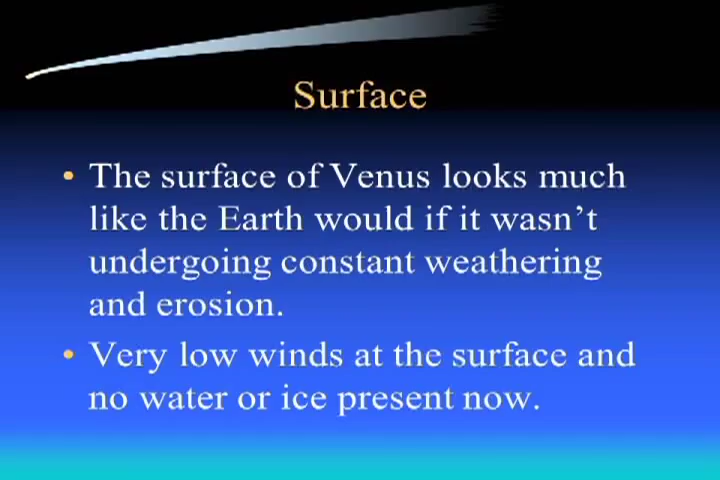 Surface
• The surface of Venus looks much
like the Earth would if it wasn’t
undergoing constant weathering
and erosion.
• Very low winds at the surface and
no water or ice present now.